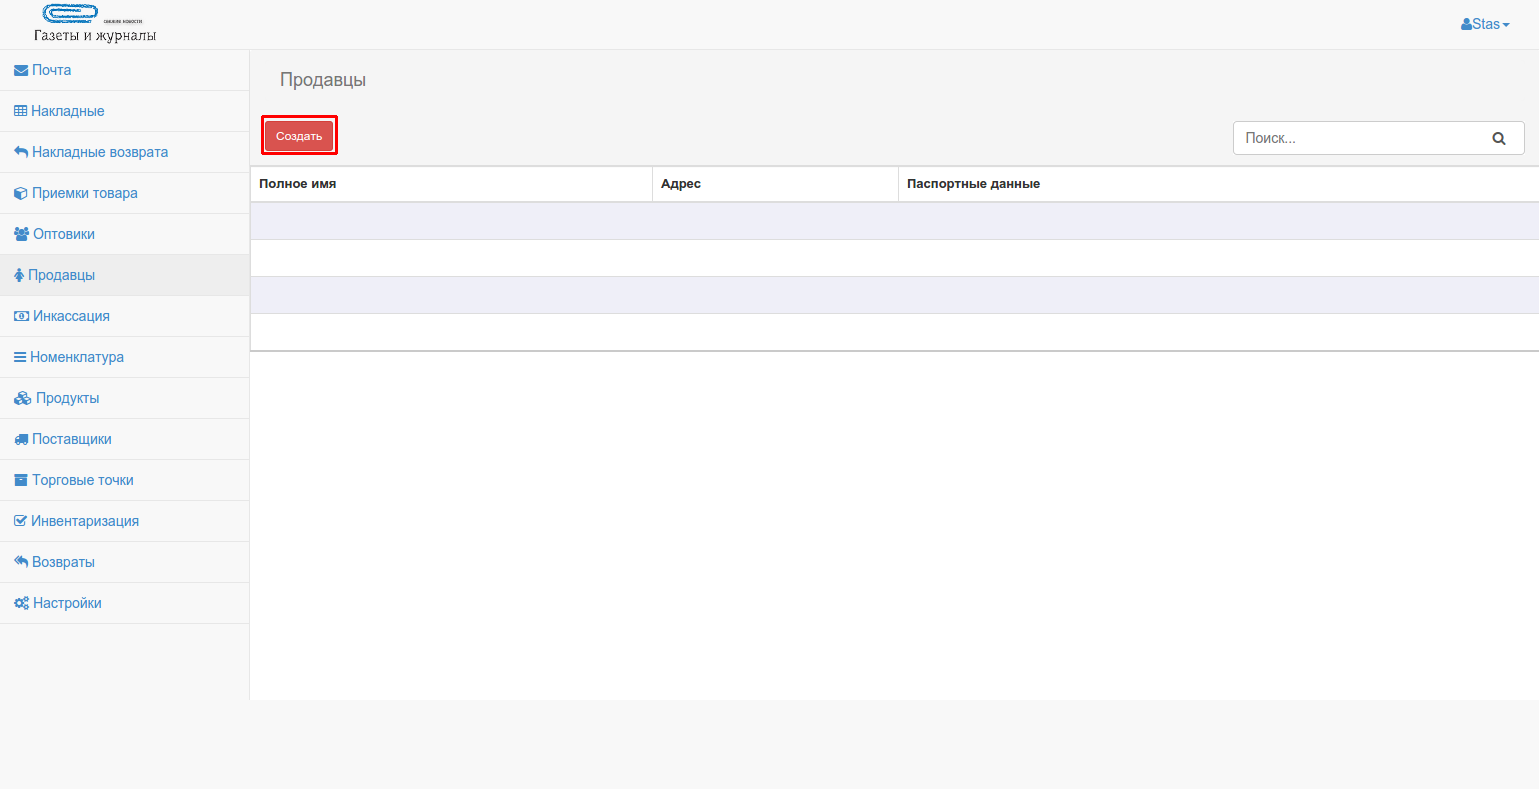 свежие новости
Газеты и журналы
Stas
Почта
Накладные
Накладные возврата
Приемки товара
Оптовики
Продавцы
Инкассация
Номенклатура
Продукты
Поставщики
Торговые точки
Инвентаризация
Возвраты
Настройки
Продавцы
Создать
Поиск...
Полное имя
Адрес
Паспортные данные